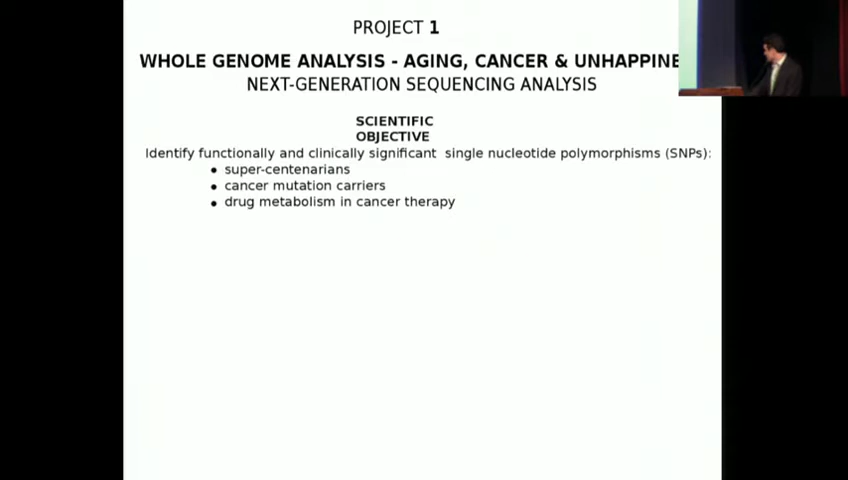 PROJECT 1
WHOLE GENOME ANALYSIS - AGING, CANCER & UNHAPPINE
NEXT-GENERATION SEQUENCING ANALYSIS
SCIENTIFIC
OBJECTIVE
Identify functionally and clinically significant single nucleotide polymorphisms (SNPs):
• super-centenarians
• cancer mutation carriers
• drug metabolism in cancer therapy